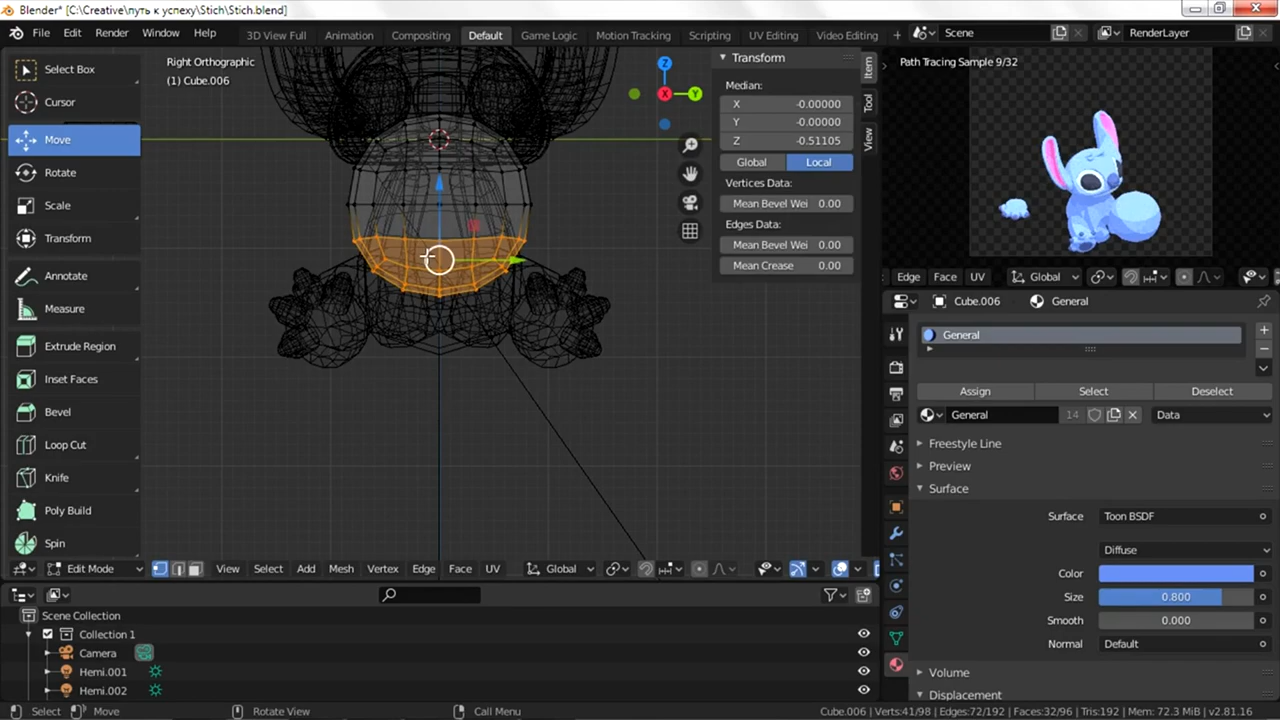 Blender* [C:\Creative\путь к успеху\Stich\Stich.blend]
File Edit Render Window Help 3D View Full Animation Compositing Default Game Logic Motion Tracking Scripting UV Editing Video Editing + Scene RenderLayer
Select Box
Cursor
Move
Rotate
Scale
Transform
Annotate
Measure
Extrude Region
Inset Faces
Bevel
Loop Cut
Knife
Poly Build
Spin
Right Orthographic
(1) Cube.006
Z
X
Y
Transform
Median:
X -0.00000
Y -0.00000
Z -0.51105
Global Local
Vertices Data:
Mean Bevel Wei 0.00
Edges Data:
Mean Bevel Wei 0.00
Mean Crease 0.00
Item
Tool
View
Path Tracing Sample 9/32
Edge Face UV Global
Cube.006 General
General
Assign Select Deselect
General 14 Data
Freestyle Line
Preview
Surface
Surface Toon BSDF
Diffuse
Color
Size 0.800
Smooth 0.000
Normal Default
Volume
Displacement
Edit Mode View Select Add Mesh Vertex Edge Face UV Global
Scene Collection
Collection 1
Camera
Hemi.001
Hemi.002
Select Move Rotate View Call Menu Cube.006 | Verts:41/98 | Edges:72/192 | Faces:32/96 | Tris:192 | Mem: 72.3 MiB | v2.81.16